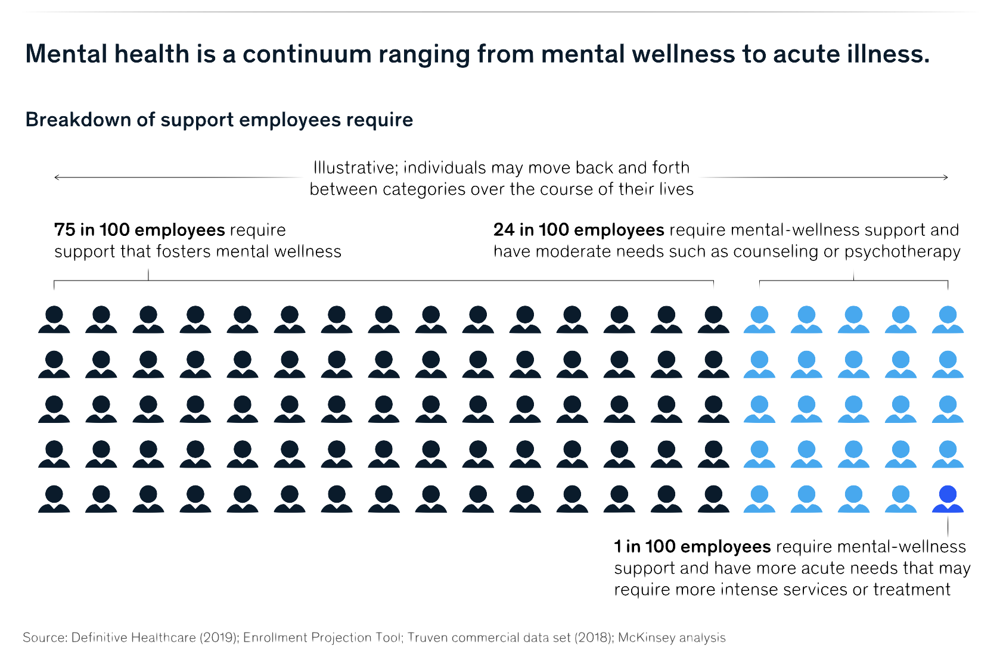 Mental health is a continuum ranging from mental wellness to acute illness.
Breakdown of support employees require
Illustrative; individuals may move back and forth
between categories over the course of their lives
75 in 100 employees require
support that fosters mental wellness
24 in 100 employees require mental-wellness support and
have moderate needs such as counseling or psychotherapy
1 in 100 employees require mental-wellness
support and have more acute needs that may
require more intense services or treatment
Source: Definitive Healthcare (2019); Enrollment Projection Tool; Truven commercial data set (2018); McKinsey analysis